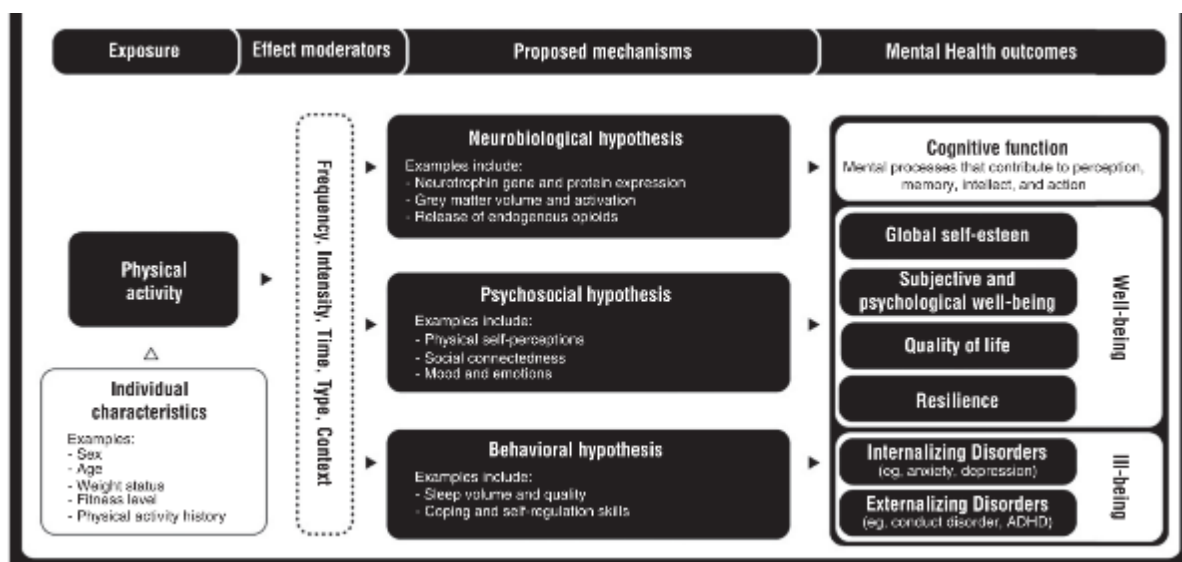 Exposure
Effect moderators
Proposed mechanisms
Mental Health outcomes
Physical
activity
Individual
characteristics
Examples:
- Sex
- Age
- Weight status
- Fitness level
- Physical activity history
Frequency, Intensity, Time, Type, Context
Neurobiological hypothesis
Examples include:
- Neurotrophin gene and protein expression
- Grey matter volume and activation
- Release of endogenous opioids
Psychosocial hypothesis
Examples include:
- Physical self-perceptions
- Social connectedness
- Mood and emotions
Behavioral hypothesis
Examples include:
- Sleep volume and quality
- Coping and self-regulation skills
Cognitive function
Mental processes that contribute to perception,
memory, intellect, and action
Global self-esteen
Subjective and
psychological well-being
Quality of life
Resilience
Well-being
Internalizing Disorders
(eg, anxiety, depression)
Externalizing Disorders
(eg, conduct disorder, ADHD)
Ill-being